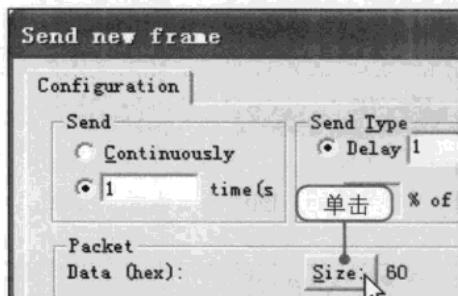 Send new frame
Configuration
Send
Continuously
1 time(s
Send Type
Delay 1
% of
单击
Packet
Data (hex):
Size: 60